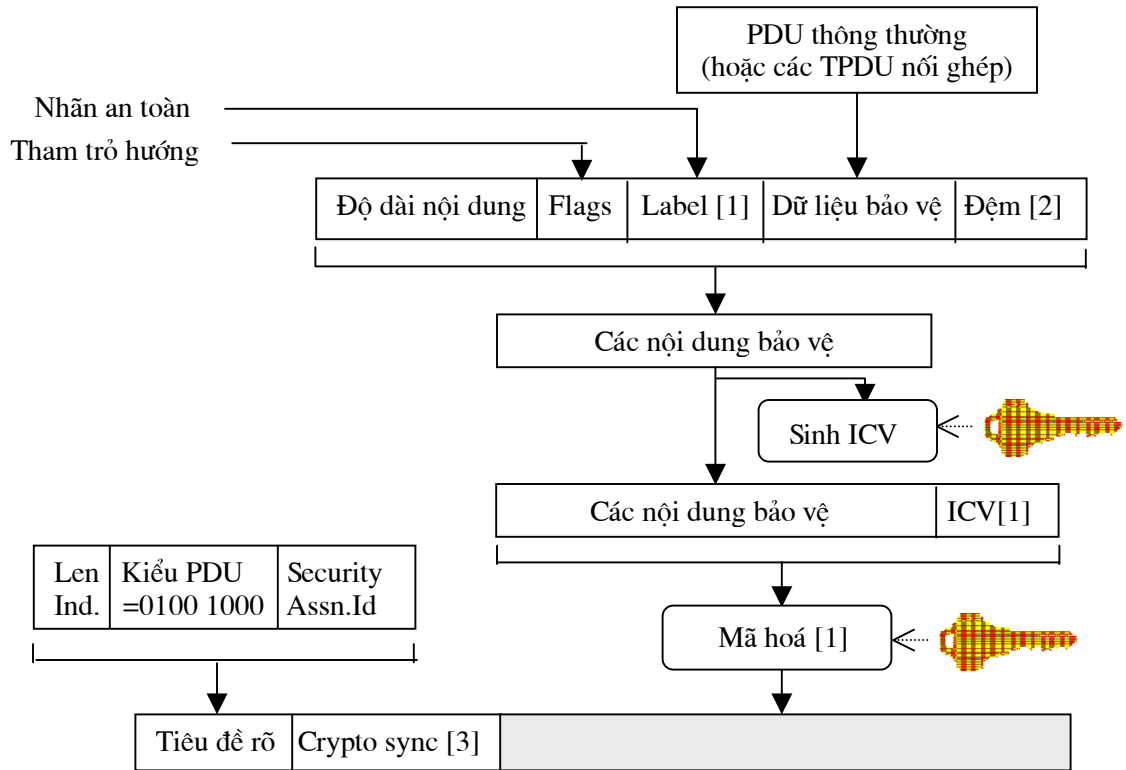 PDU thông thường
(hoặc các TPDU nối ghép)
Nhãn an toàn
Tham trỏ hướng
Độ dài nội dung Flags Label [1] Dữ liệu bảo vệ Đệm [2]
Các nội dung bảo vệ
Sinh ICV
Các nội dung bảo vệ ICV[1]
Len Kiểu PDU Security
Ind. =0100 1000 Assn.Id
Mã hoá [1]
Tiêu đề rõ Crypto sync [3]